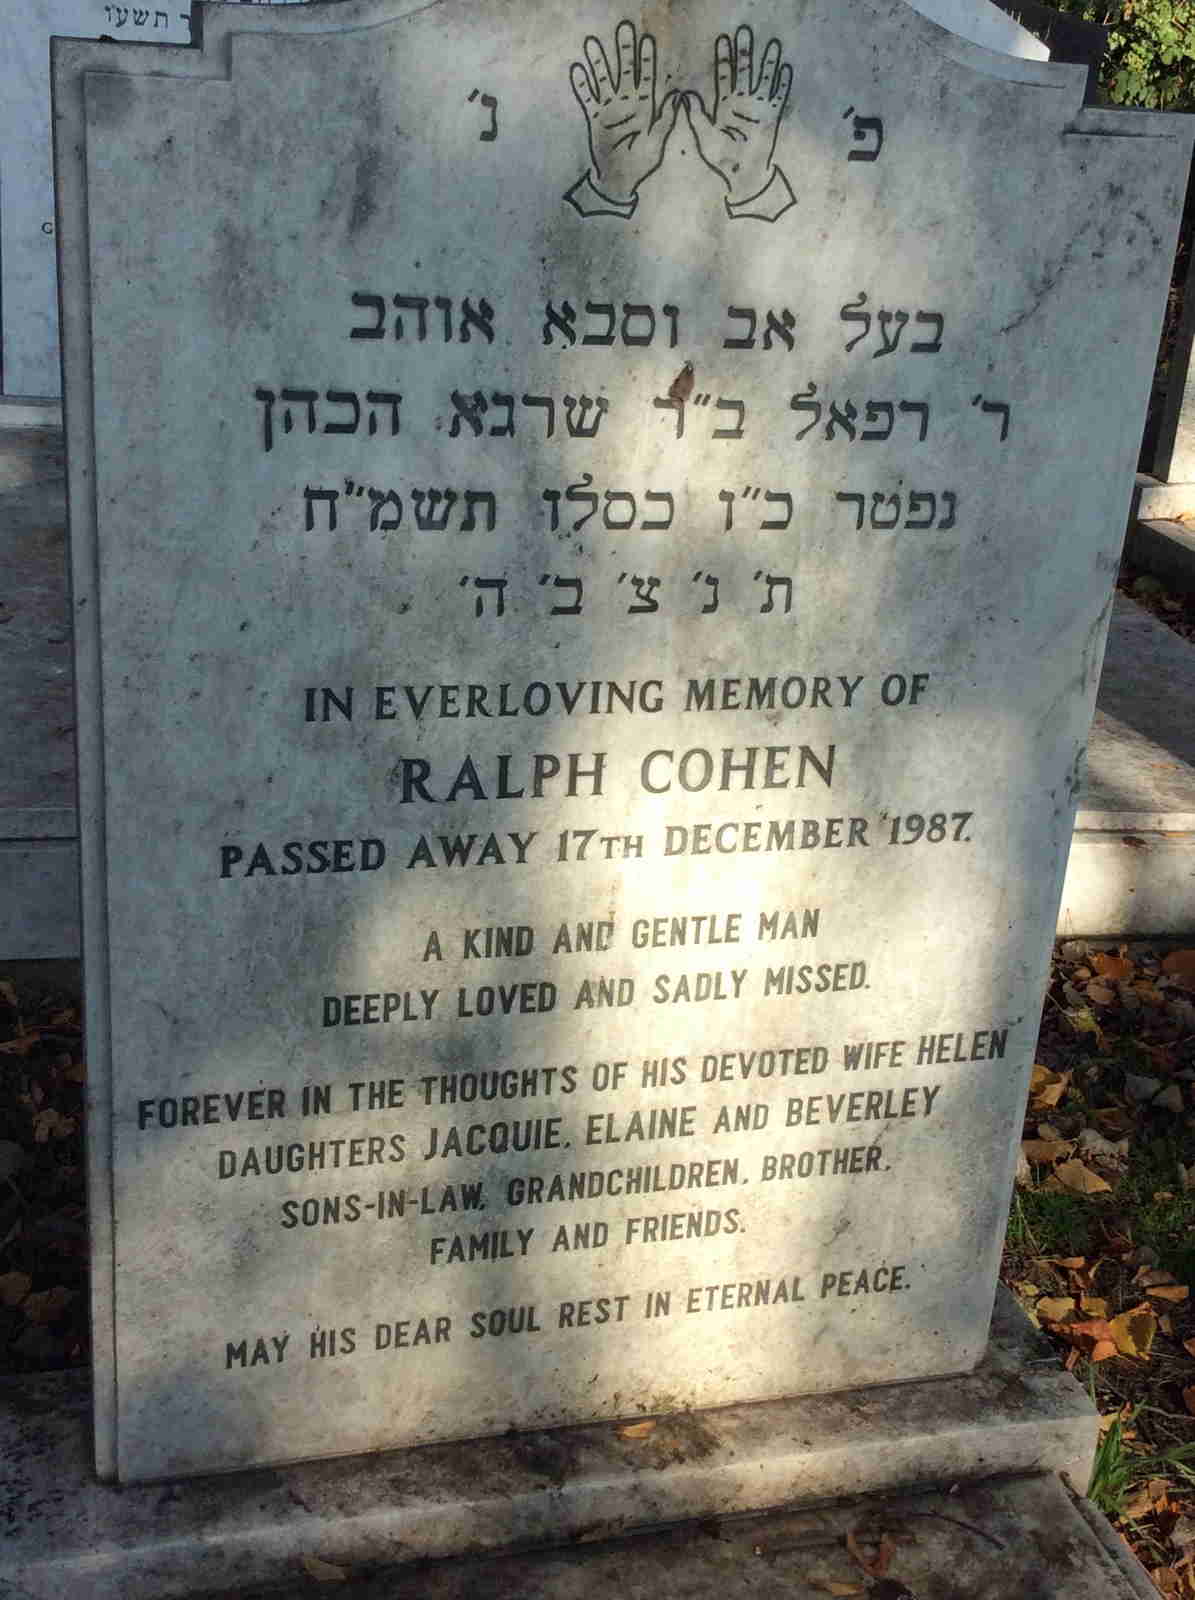 פ׳ נ׳
בעל אב וסבא אוהב
ר׳ רפאל ב״ר שרגא הכהן
נפטר כ״ו כסלו תשמ״ח
ת׳ נ׳ צ׳ ב׳ ה׳
IN EVERLOVING MEMORY OF
RALPH COHEN
PASSED AWAY 17TH DECEMBER 1987.
A KIND AND GENTLE MAN
DEEPLY LOVED AND SADLY MISSED.
FOREVER IN THE THOUGHTS OF HIS DEVOTED WIFE HELEN
DAUGHTERS JACQUIE, ELAINE AND BEVERLEY
SONS-IN-LAW, GRANDCHILDREN, BROTHER,
FAMILY AND FRIENDS.
MAY HIS DEAR SOUL REST IN ETERNAL PEACE.